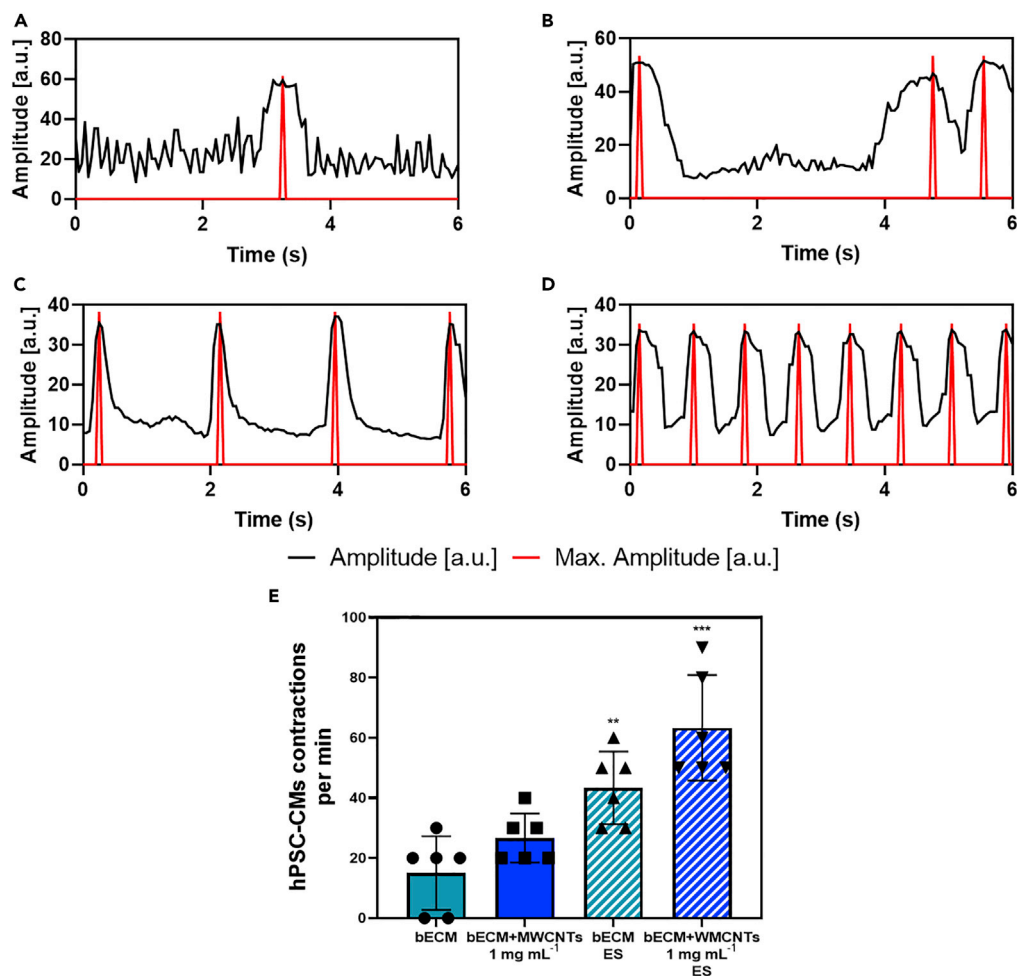 A
Amplitude [a.u.]
80
60
40
20
0
0 2 4 6
Time (s)
B
Amplitude [a.u.]
60
40
20
0
0 2 4 6
Time (s)
C
Amplitude [a.u.]
40
30
20
10
0
0 2 4 6
Time (s)
D
Amplitude [a.u.]
40
30
20
10
0
0 2 4 6
Time (s)
Amplitude [a.u.] Max. Amplitude [a.u.]
E
hPSC-CMs contractions
per min
100
80
60
40
20
0
**
***
bECM
bECM+MWCNTs
1 mg mL⁻¹
bECM
ES
bECM+WMCNTs
1 mg mL⁻¹
ES